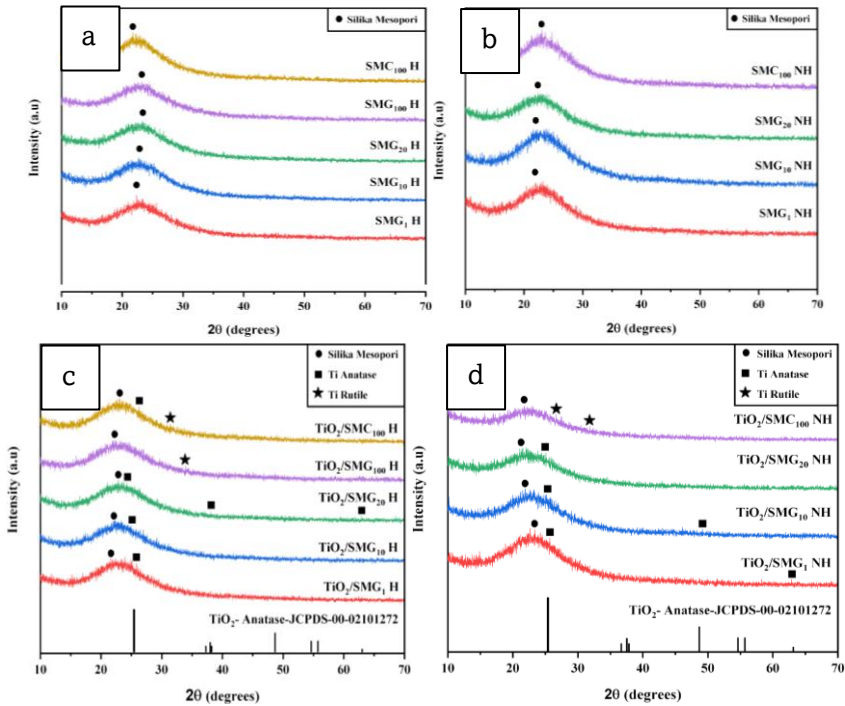 a
Silika Mesopori
SMC₁₀₀ H
SMG₁₀₀ H
SMG₂₀ H
SMG₁₀ H
SMG₁ H
Intensity (a.u)
10 20 30 40 50 60 70
2θ (degrees)
b
Silika Mesopori
SMC₁₀₀ NH
SMG₂₀ NH
SMG₁₀ NH
SMG₁ NH
Intensity (a.u)
10 20 30 40 50 60 70
2θ (degrees)
c
Silika Mesopori
Ti Anatase
Ti Rutile
TiO₂/SMC₁₀₀ H
TiO₂/SMG₁₀₀ H
TiO₂/SMG₂₀ H
TiO₂/SMG₁₀ H
TiO₂/SMG₁ H
TiO₂- Anatase-JCPDS-00-02101272
Intensity (a.u)
10 20 30 40 50 60 70
2θ (degrees)
d
Silika Mesopori
Ti Anatase
Ti Rutile
TiO₂/SMC₁₀₀ NH
TiO₂/SMG₂₀ NH
TiO₂/SMG₁₀ NH
TiO₂/SMG₁ NH
TiO₂- Anatase-JCPDS-00-02101272
Intensity (a.u)
10 20 30 40 50 60 70
2θ (degrees)